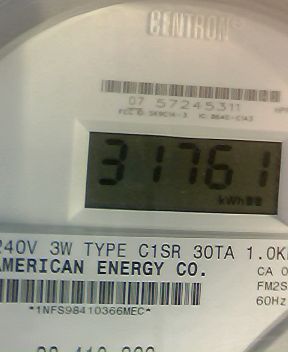 CENTRON®
07 57245311
31761
kWh
240V 3W TYPE C1SR 30TA 1.0K
AMERICAN ENERGY CO.
CA 0
FM2S
*1NFS98410366MEC*
60Hz